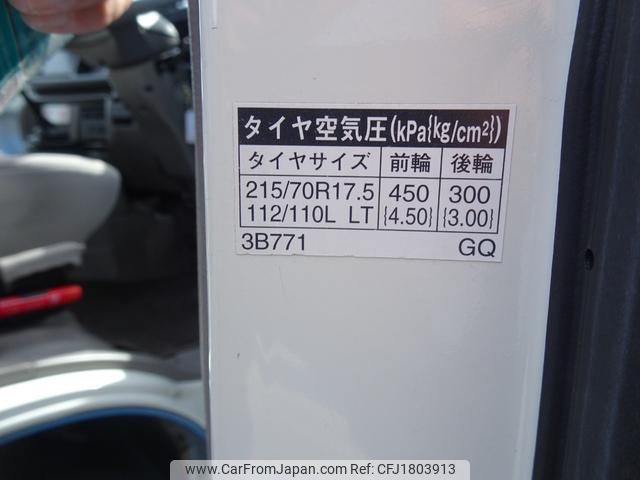 タイヤ空気圧(kPa{kg/cm²})
タイヤサイズ 前輪 後輪
215/70R17.5 450 300
112/110L LT {4.50} {3.00}
3B771 GQ
www.CarFromJapan.com Ref:CFJ1803913